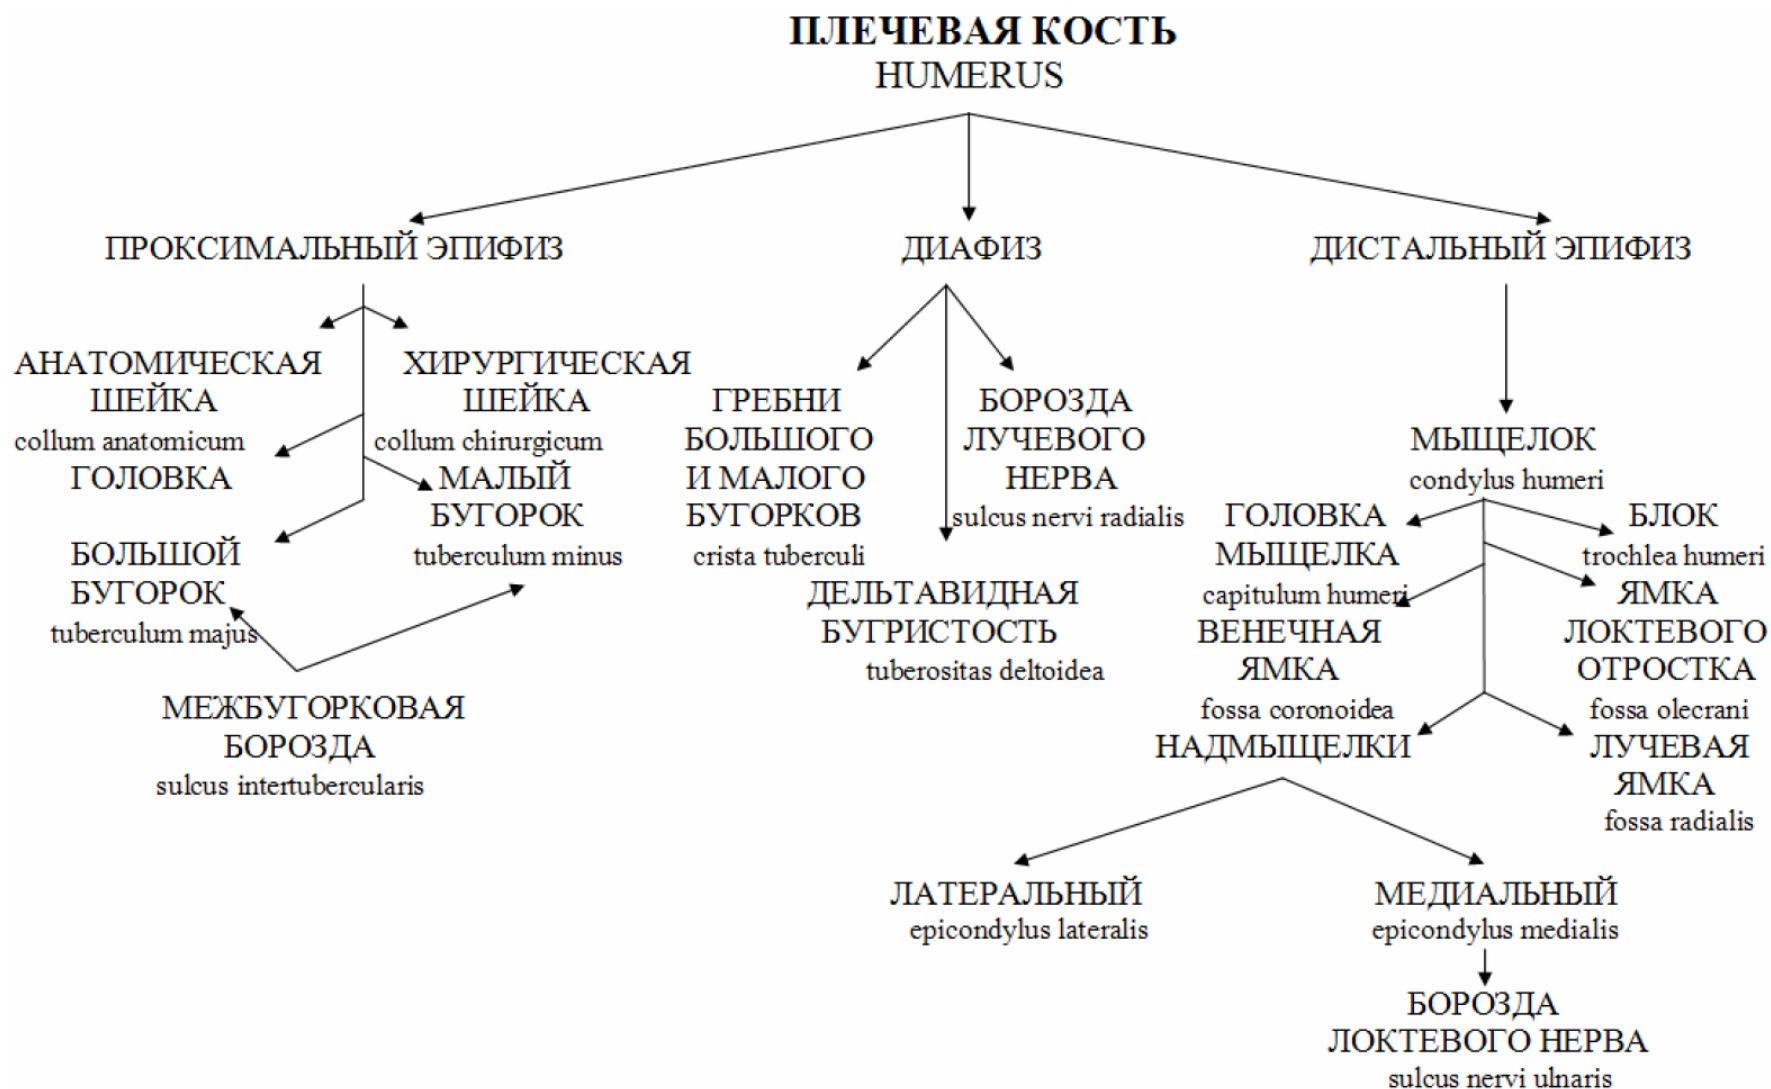 ПЛЕЧЕВАЯ КОСТЬ
HUMERUS
ПРОКСИМАЛЬНЫЙ ЭПИФИЗ
АНАТОМИЧЕСКАЯ
ШЕЙКА
collum anatomicum
ХИРУРГИЧЕСКАЯ
ШЕЙКА
collum chirurgicum
ГОЛОВКА
МАЛЫЙ
БУГОРОК
tuberculum minus
БОЛЬШОЙ
БУГОРОК
tuberculum majus
МЕЖБУГОРКОВАЯ
БОРОЗДА
sulcus intertubercularis
ДИАФИЗ
ГРЕБНИ
БОЛЬШОГО
И МАЛОГО
БУГОРКОВ
crista tuberculi
БОРОЗДА
ЛУЧЕВОГО
НЕРВА
sulcus nervi radialis
ДЕЛЬТАВИДНАЯ
БУГРИСТОСТЬ
tuberositas deltoidea
ДИСТАЛЬНЫЙ ЭПИФИЗ
МЫЩЕЛОК
condylus humeri
ГОЛОВКА
МЫЩЕЛКА
capitulum humeri
БЛОК
trochlea humeri
ВЕНЕЧНАЯ
ЯМКА
fossa coronoidea
ЯМКА
ЛОКТЕВОГО
ОТРОСТКА
fossa olecrani
НАДМЫЩЕЛКИ
ЛУЧЕВАЯ
ЯМКА
fossa radialis
ЛАТЕРАЛЬНЫЙ
epicondylus lateralis
МЕДИАЛЬНЫЙ
epicondylus medialis
БОРОЗДА
ЛОКТЕВОГО НЕРВА
sulcus nervi ulnaris